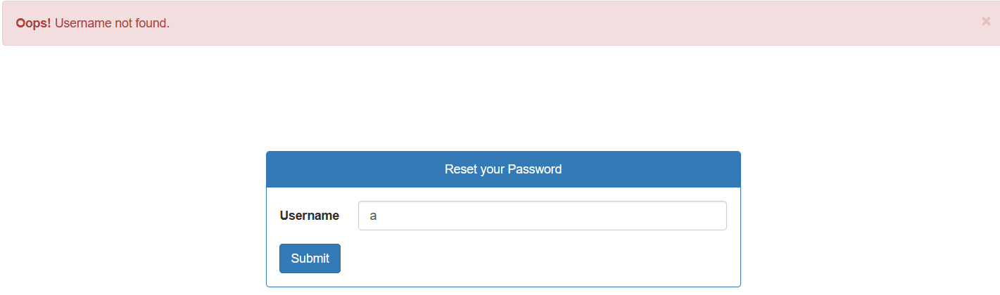 Oops! Username not found.
×
Reset your Password
Username
a
Submit